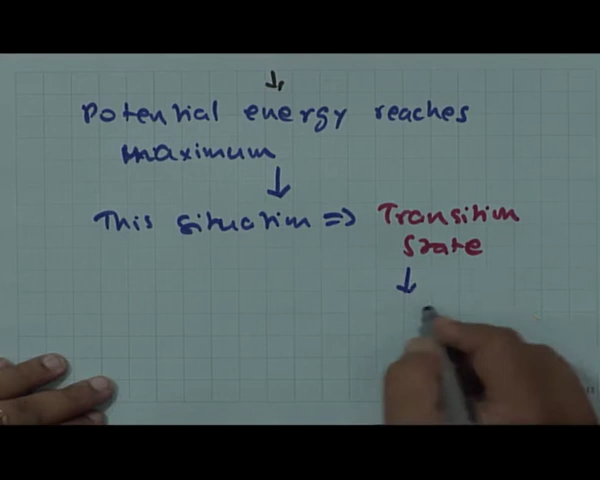 Potential energy reaches
maximum
This situation => Transition
State